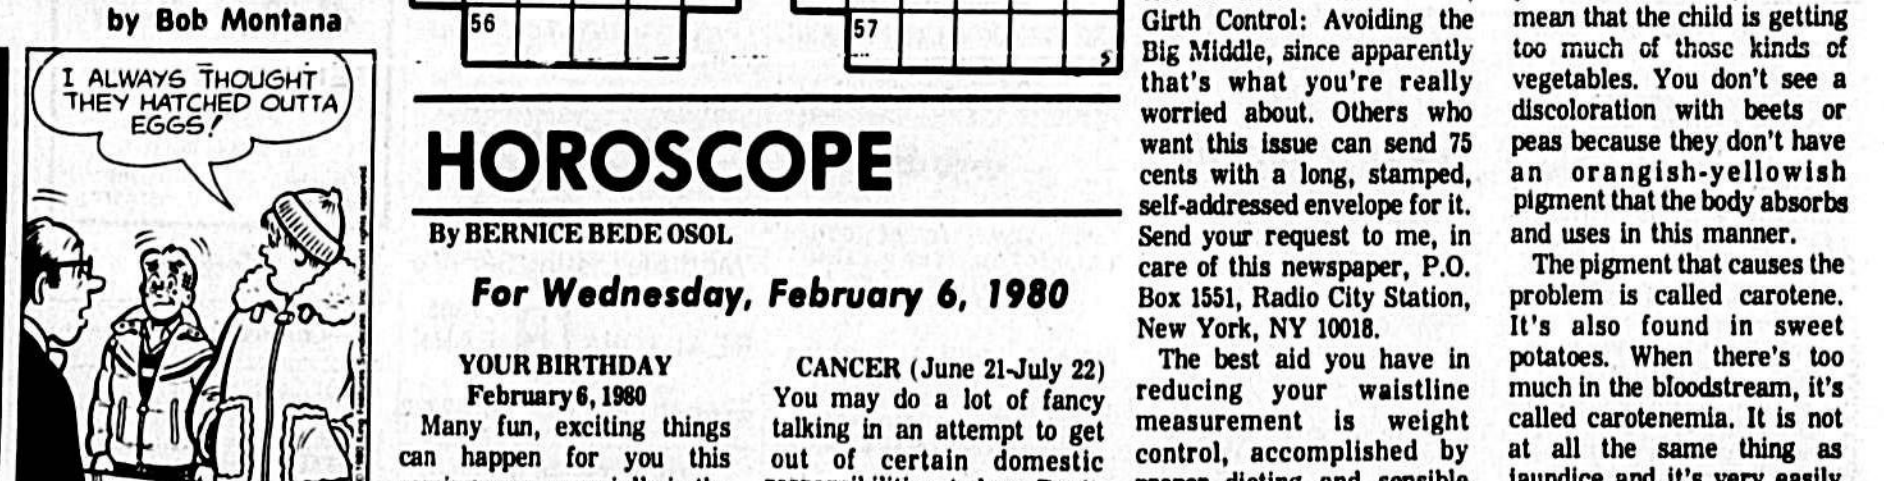 by Bob Montana
I ALWAYS THOUGHT
THEY HATCHED OUTTA
EGGS!
56
57
HOROSCOPE
By BERNICE BEDE OSOL
For Wednesday, February 6, 1980
YOUR BIRTHDAY
February 6, 1980
Many fun, exciting things
can happen for you this
CANCER (June 21-July 22)
You may do a lot of fancy
talking in an attempt to get
out of certain domestic
Girth Control: Avoiding the
Big Middle, since apparently
that's what you're really
worried about. Others who
want this issue can send 75
cents with a long, stamped,
self-addressed envelope for it.
Send your request to me, in
care of this newspaper, P.O.
Box 1551, Radio City Station,
New York, NY 10018.
The best aid you have in
reducing your waistline
measurement is weight
control, accomplished by
mean that the child is getting
too much of those kinds of
vegetables. You don't see a
discoloration with beets or
peas because they don't have
an orangish-yellowish
pigment that the body absorbs
and uses in this manner.
The pigment that causes the
problem is called carotene.
It's also found in sweet
potatoes. When there's too
much in the bloodstream, it's
called carotenemia. It is not
at all the same thing as
jaundice and it's very easily